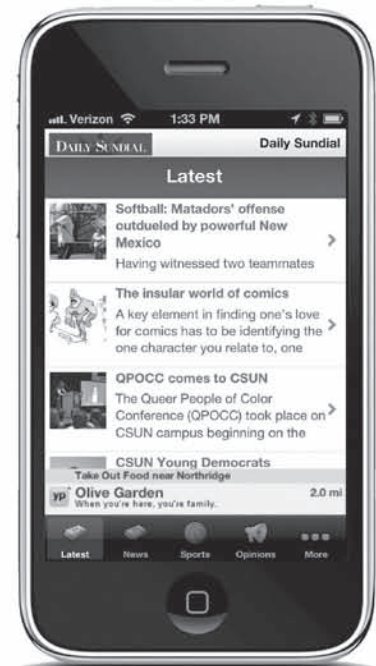 Verizon 1:33 PM
DAILY SUNDIAL Daily Sundial
Latest
Softball: Matadors' offense
outdueled by powerful New
Mexico
Having witnessed two teammates
The insular world of comics
A key element in finding one's love
for comics has to be identifying the
one character you relate to, one
QPOCC comes to CSUN
The Queer People of Color
Conference (QPOCC) took place on
CSUN campus beginning on the
CSUN Young Democrats
Take Out Food near Northridge
yp Olive Garden 2.0 mi
When you're here, you're family.
Latest News Sports Opinions More